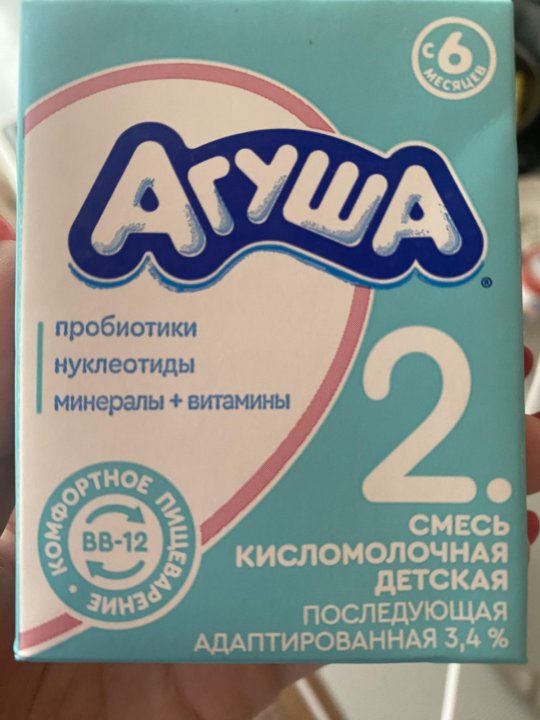 с 6 месяцев
Агуша
®
пробиотики
нуклеотиды
минералы + витамины
2.
КОМФОРТНОЕ ПИЩЕВАРЕНИЕ •
BB-12
СМЕСЬ
КИСЛОМОЛОЧНАЯ
ДЕТСКАЯ
ПОСЛЕДУЮЩАЯ
АДАПТИРОВАННАЯ 3,4 %